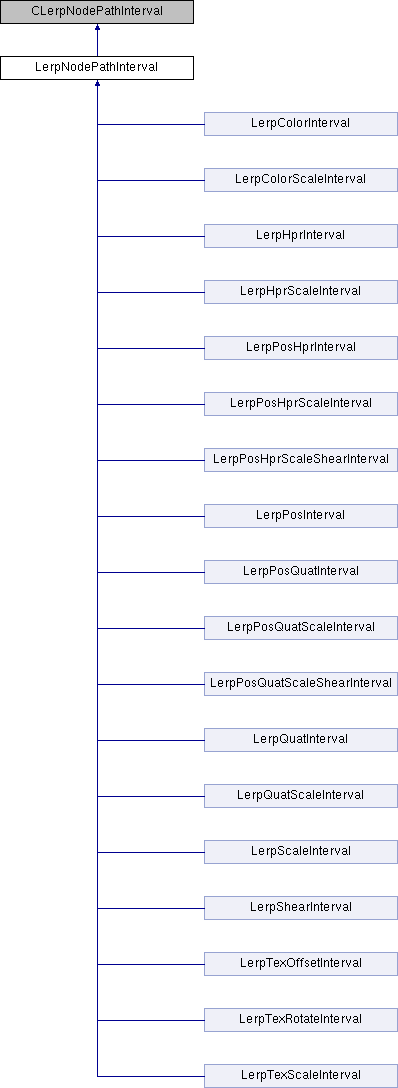 CLerpNodePathInterval
LerpNodePathInterval
LerpColorInterval
LerpColorScaleInterval
LerpHprInterval
LerpHprScaleInterval
LerpPosHprInterval
LerpPosHprScaleInterval
LerpPosHprScaleShearInterval
LerpPosInterval
LerpPosQuatInterval
LerpPosQuatScaleInterval
LerpPosQuatScaleShearInterval
LerpQuatInterval
LerpQuatScaleInterval
LerpScaleInterval
LerpShearInterval
LerpTexOffsetInterval
LerpTexRotateInterval
LerpTexScaleInterval